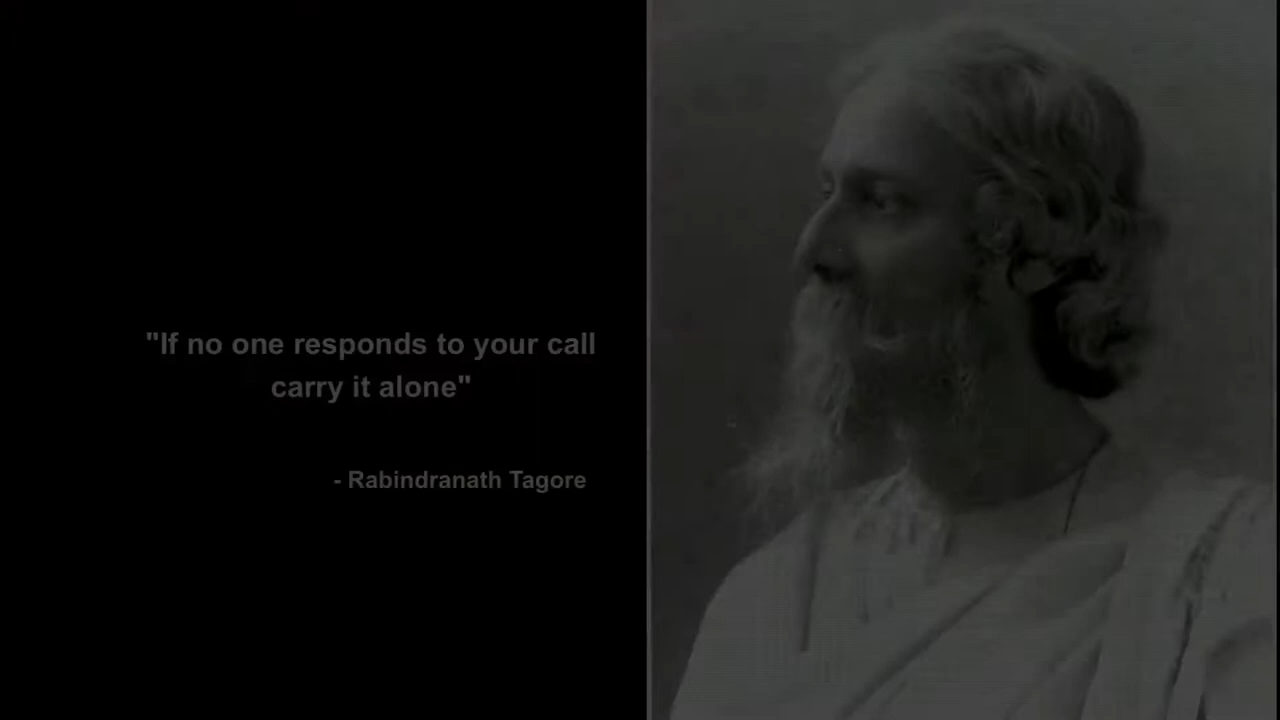 "If no one responds to your call
carry it alone"
- Rabindranath Tagore